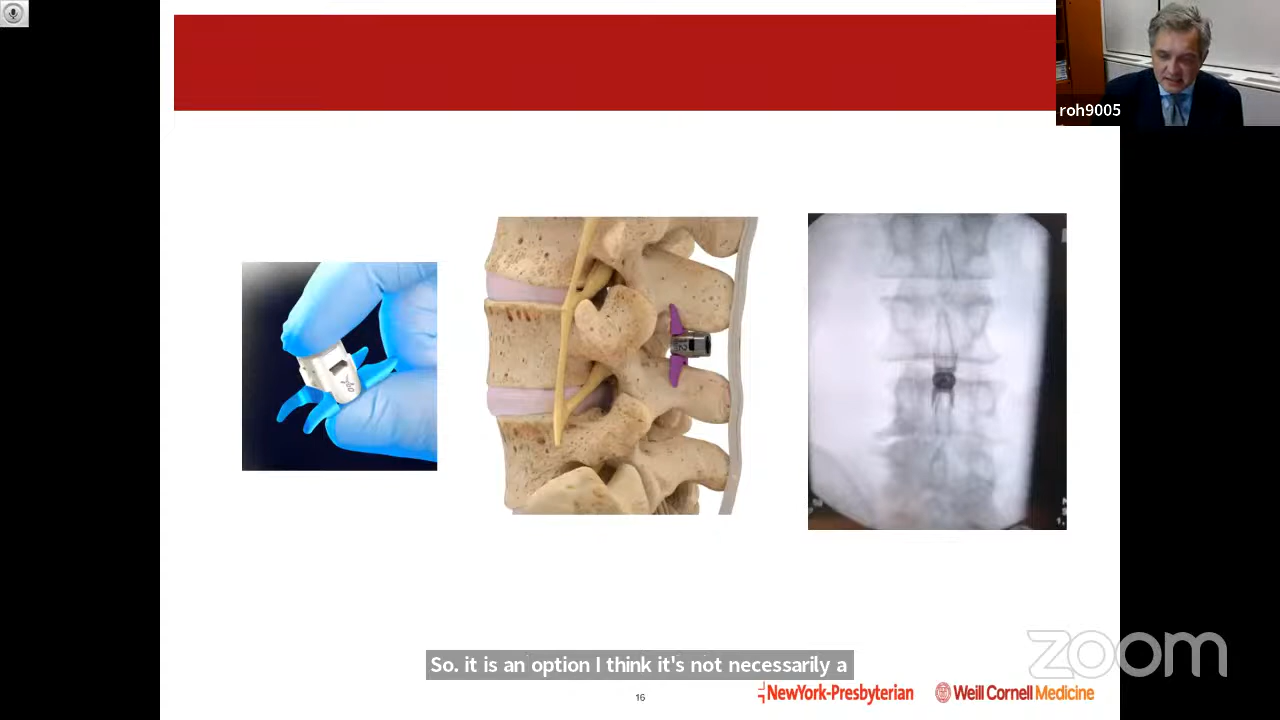 roh9005
So. it is an option I think it's not necessarily a
16
NewYork-Presbyterian
Weill Cornell Medicine
zoom